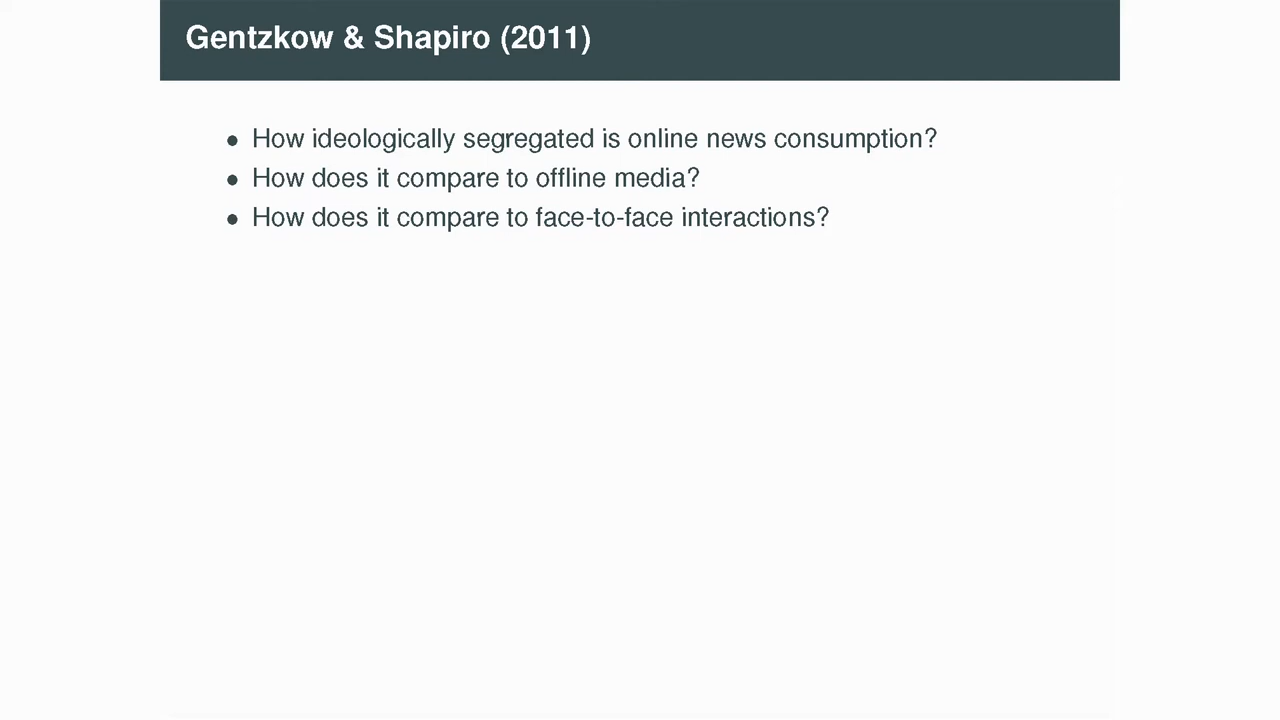 Gentzkow & Shapiro (2011)
• How ideologically segregated is online news consumption?
• How does it compare to offline media?
• How does it compare to face-to-face interactions?